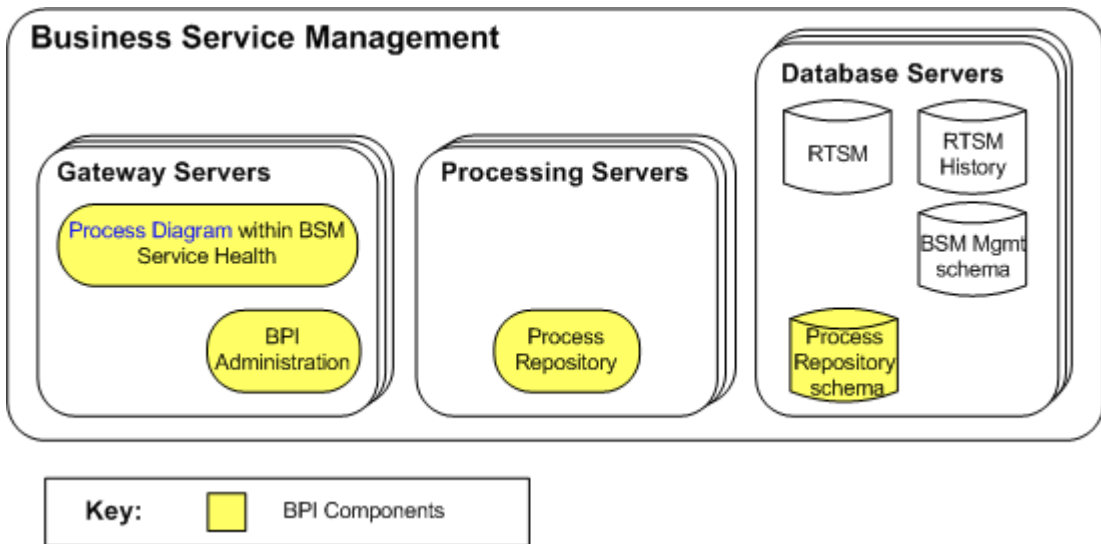 Business Service Management
Gateway Servers
Process Diagram within BSM
Service Health
BPI
Administration
Processing Servers
Process
Repository
Database Servers
RTSM
RTSM
History
BSM Mgmt
schema
Process
Repository
schema
Key:
BPI Components